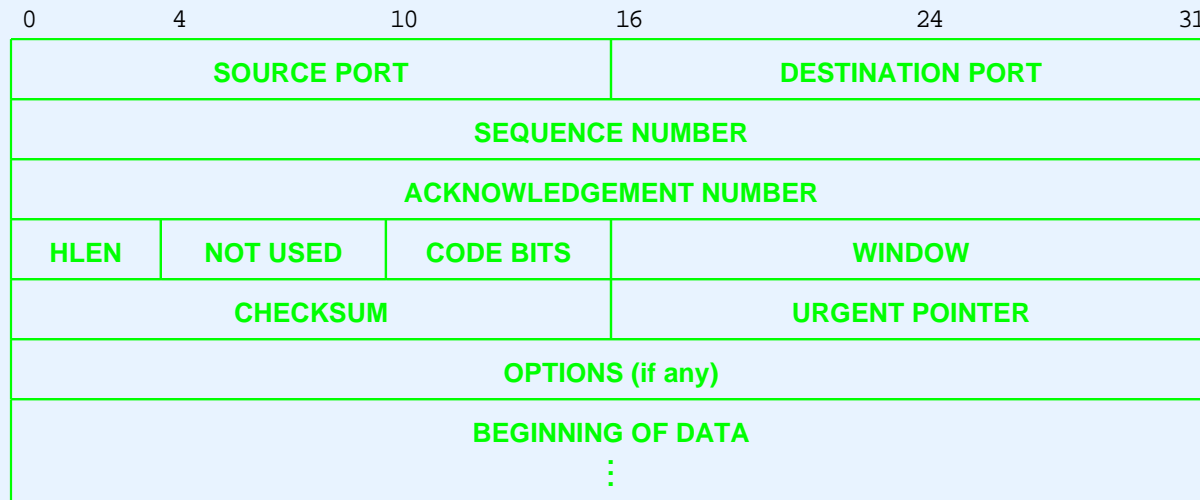 0 4 10 16 24 31
SOURCE PORT DESTINATION PORT
SEQUENCE NUMBER
ACKNOWLEDGEMENT NUMBER
HLEN NOT USED CODE BITS WINDOW
CHECKSUM URGENT POINTER
OPTIONS (if any)
BEGINNING OF DATA
⋮